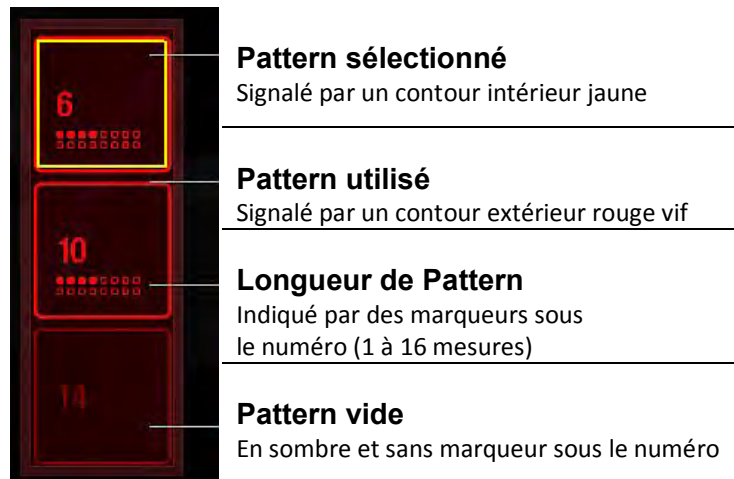 6
10
14
Pattern sélectionné
Signalé par un contour intérieur jaune
Pattern utilisé
Signalé par un contour extérieur rouge vif
Longueur de Pattern
Indiqué par des marqueurs sous
le numéro (1 à 16 mesures)
Pattern vide
En sombre et sans marqueur sous le numéro